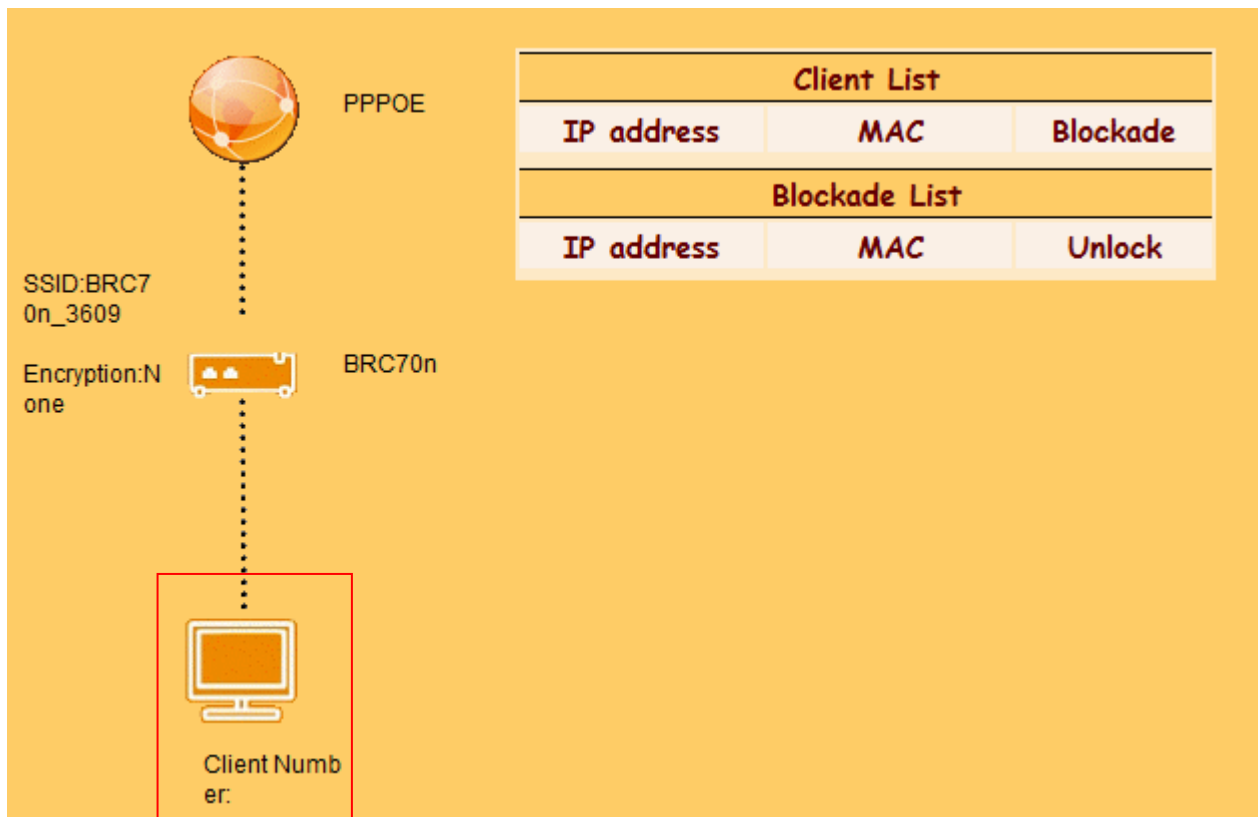 PPPOE
SSID:BRC7
0n_3609
Encryption:N
one
BRC70n
Client Numb
er:
Client List
IP address MAC Blockade
Blockade List
IP address MAC Unlock